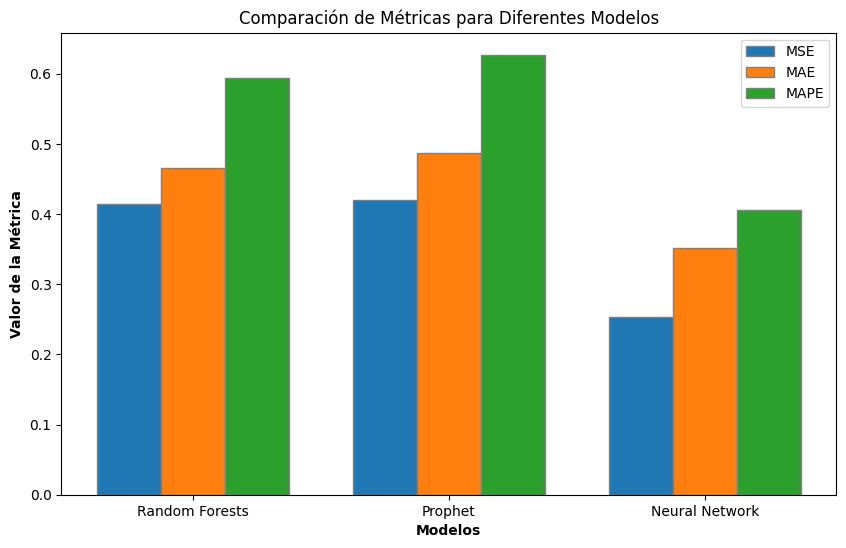 Comparación de Métricas para Diferentes Modelos
MSE
MAE
MAPE
Valor de la Métrica
0.6
0.5
0.4
0.3
0.2
0.1
0.0
Random Forests
Prophet
Neural Network
Modelos